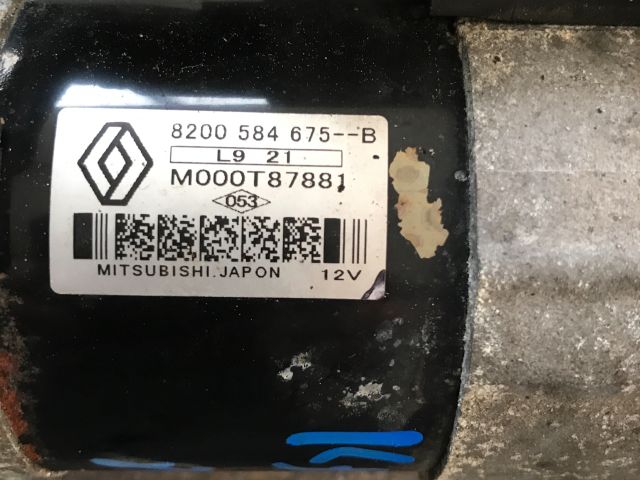 8200 584 675--B
L9 21
M000T87881
053
MITSUBISHI.JAPON 12V